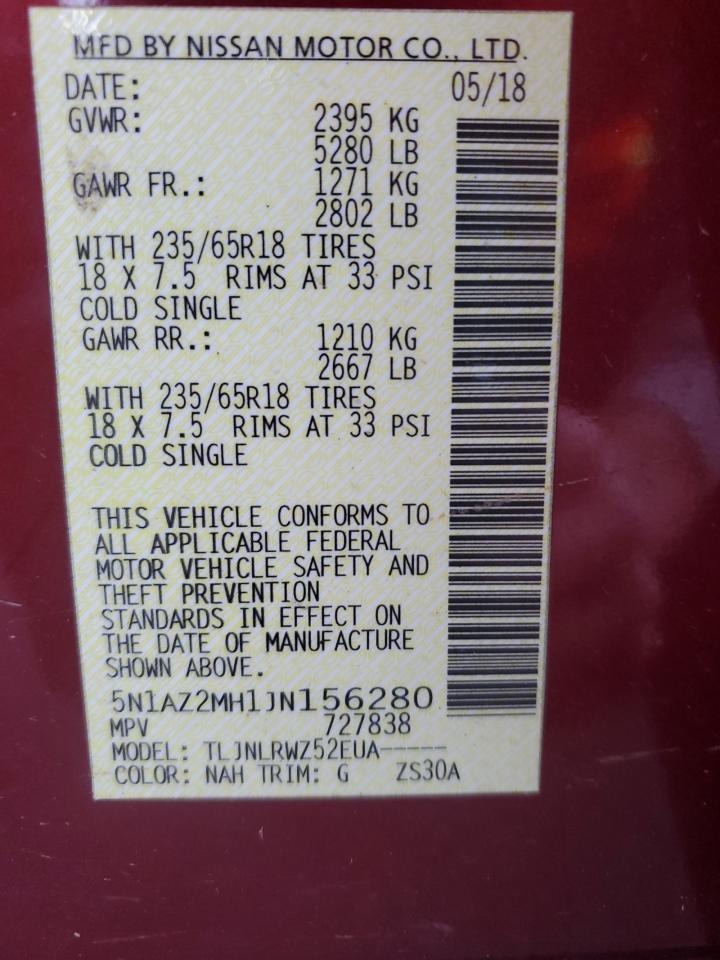 MFD BY NISSAN MOTOR CO., LTD.
DATE: 05/18
GVWR: 2395 KG
5280 LB
GAWR FR.: 1271 KG
2802 LB
WITH 235/65R18 TIRES
18 X 7.5 RIMS AT 33 PSI
COLD SINGLE
GAWR RR.: 1210 KG
2667 LB
WITH 235/65R18 TIRES
18 X 7.5 RIMS AT 33 PSI
COLD SINGLE
THIS VEHICLE CONFORMS TO
ALL APPLICABLE FEDERAL
MOTOR VEHICLE SAFETY AND
THEFT PREVENTION
STANDARDS IN EFFECT ON
THE DATE OF MANUFACTURE
SHOWN ABOVE.
5N1AZ2MH1JN156280
MPV 727838
MODEL: TLJNLRWZ52EUA-----
COLOR: NAH TRIM: G ZS30A